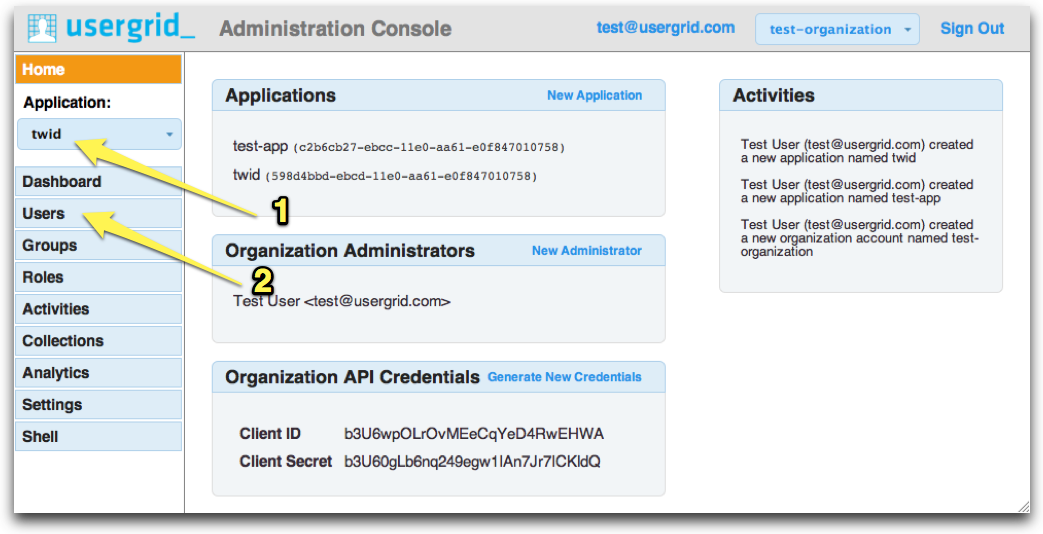 usergrid_ Administration Console test@usergrid.com test-organization Sign Out
Home
Application:
twid
Dashboard
Users
Groups
Roles
Activities
Collections
Analytics
Settings
Shell
1
2
Applications New Application
test-app (c2b6cb27-ebcc-11e0-aa61-e0f847010758)
twid (598d4bbd-ebcd-11e0-aa61-e0f847010758)
Organization Administrators New Administrator
Test User <test@usergrid.com>
Organization API Credentials Generate New Credentials
Client ID b3U6wpOLrOvMEeCqYeD4RwEHWA
Client Secret b3U60gLb6nq249egw1lAn7Jr7lCKldQ
Activities
Test User (test@usergrid.com) created
a new application named twid
Test User (test@usergrid.com) created
a new application named test-app
Test User (test@usergrid.com) created
a new organization account named test-
organization